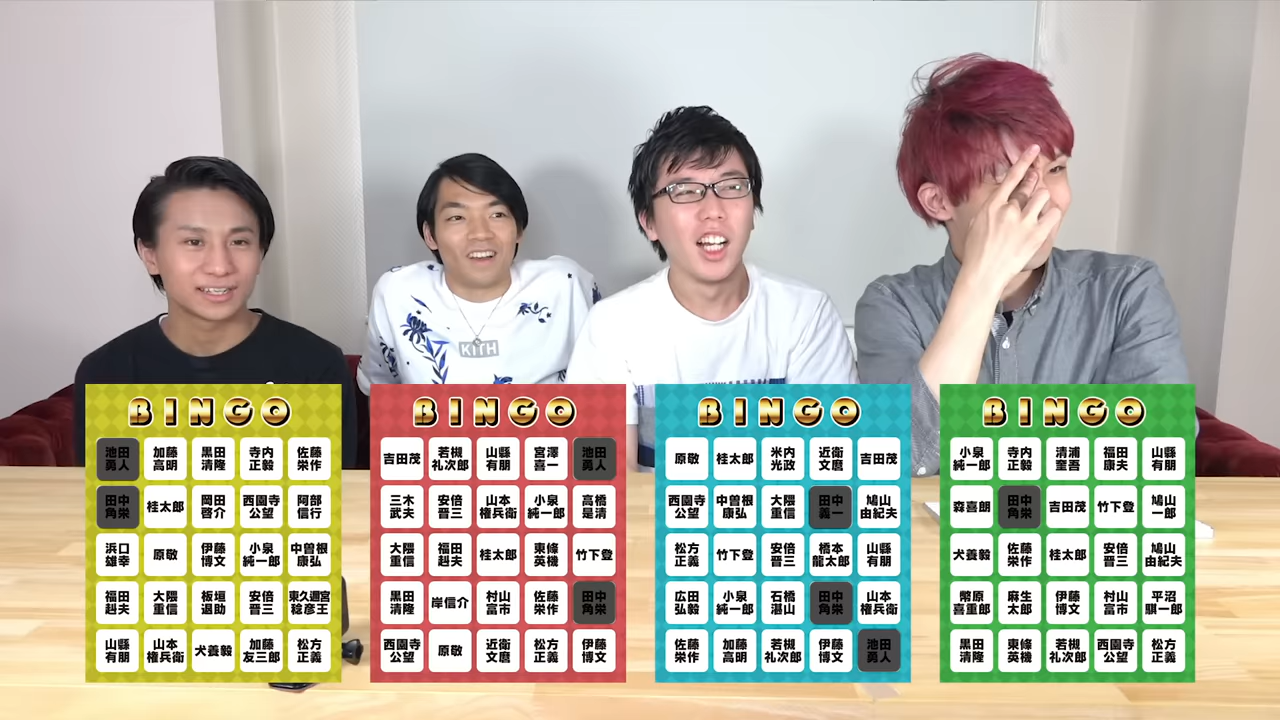 KITH
BINGO
池田勇人 加藤高明 黒田清隆 寺内正毅 佐藤栄作
田中角栄 桂太郎 岡田啓介 西園寺公望 阿部信行
浜口雄幸 原敬 伊藤博文 小泉純一郎 中曽根康弘
福田赳夫 大隈重信 板垣退助 安倍晋三 東久邇宮稔彦王
山縣有朋 山本権兵衛 犬養毅 加藤友三郎 松方正義
BINGO
吉田茂 若槻礼次郎 山縣有朋 宮澤喜一 池田勇人
三木武夫 安倍晋三 山本権兵衛 小泉純一郎 高橋是清
大隈重信 福田赳夫 桂太郎 東條英機 竹下登
黒田清隆 岸信介 村山富市 佐藤栄作 田中角栄
西園寺公望 原敬 近衛文麿 松方正義 伊藤博文
BINGO
原敬 桂太郎 米内光政 近衛文麿 吉田茂
西園寺公望 中曽根康弘 大隈重信 田中義一 鳩山由紀夫
松方正義 竹下登 安倍晋三 橋本龍太郎 山縣有朋
広田弘毅 小泉純一郎 石橋湛山 田中角栄 山本権兵衛
佐藤栄作 加藤高明 若槻礼次郎 伊藤博文 池田勇人
BINGO
小泉純一郎 寺内正毅 清浦奎吾 福田康夫 山縣有朋
森喜朗 田中角栄 吉田茂 竹下登 鳩山一郎
犬養毅 佐藤栄作 桂太郎 安倍晋三 鳩山由紀夫
幣原喜重郎 麻生太郎 伊藤博文 村山富市 平沼騏一郎
黒田清隆 東條英機 若槻礼次郎 西園寺公望 松方正義